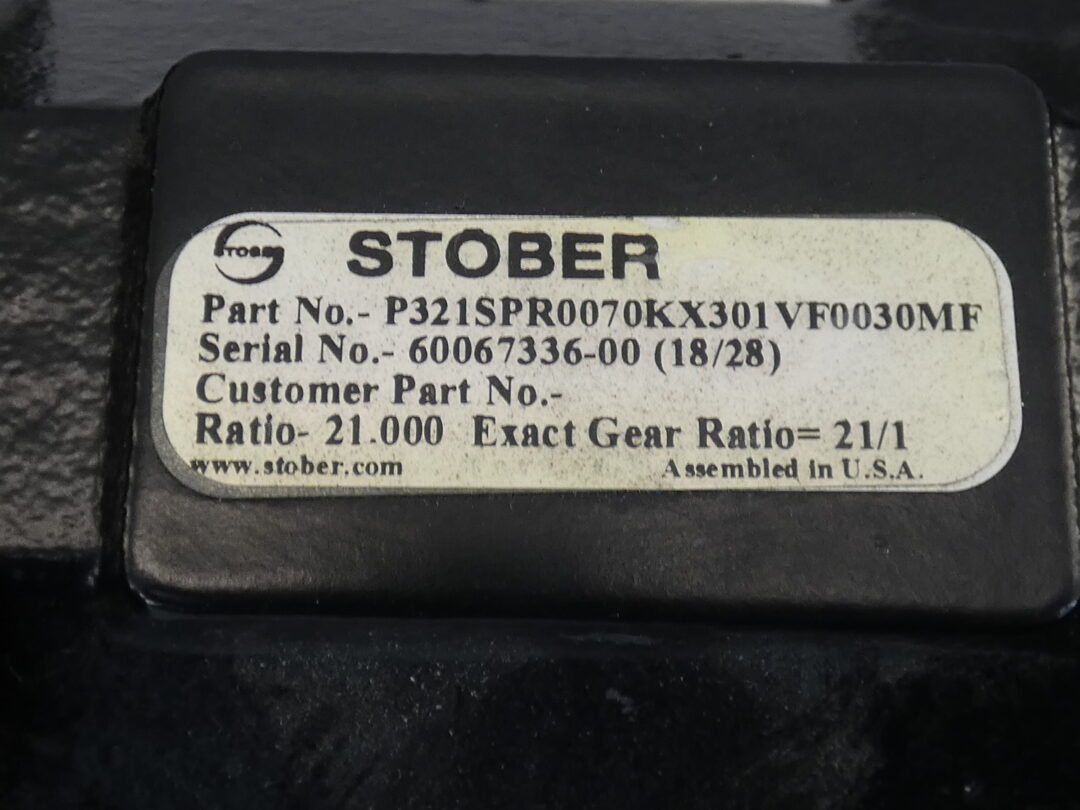 STOBER STOBER
Part No.- P321SPR0070KX301VF0030MF
Serial No.- 60067336-00 (18/28)
Customer Part No.-
Ratio- 21.000 Exact Gear Ratio= 21/1
www.stober.com Assembled in U.S.A.